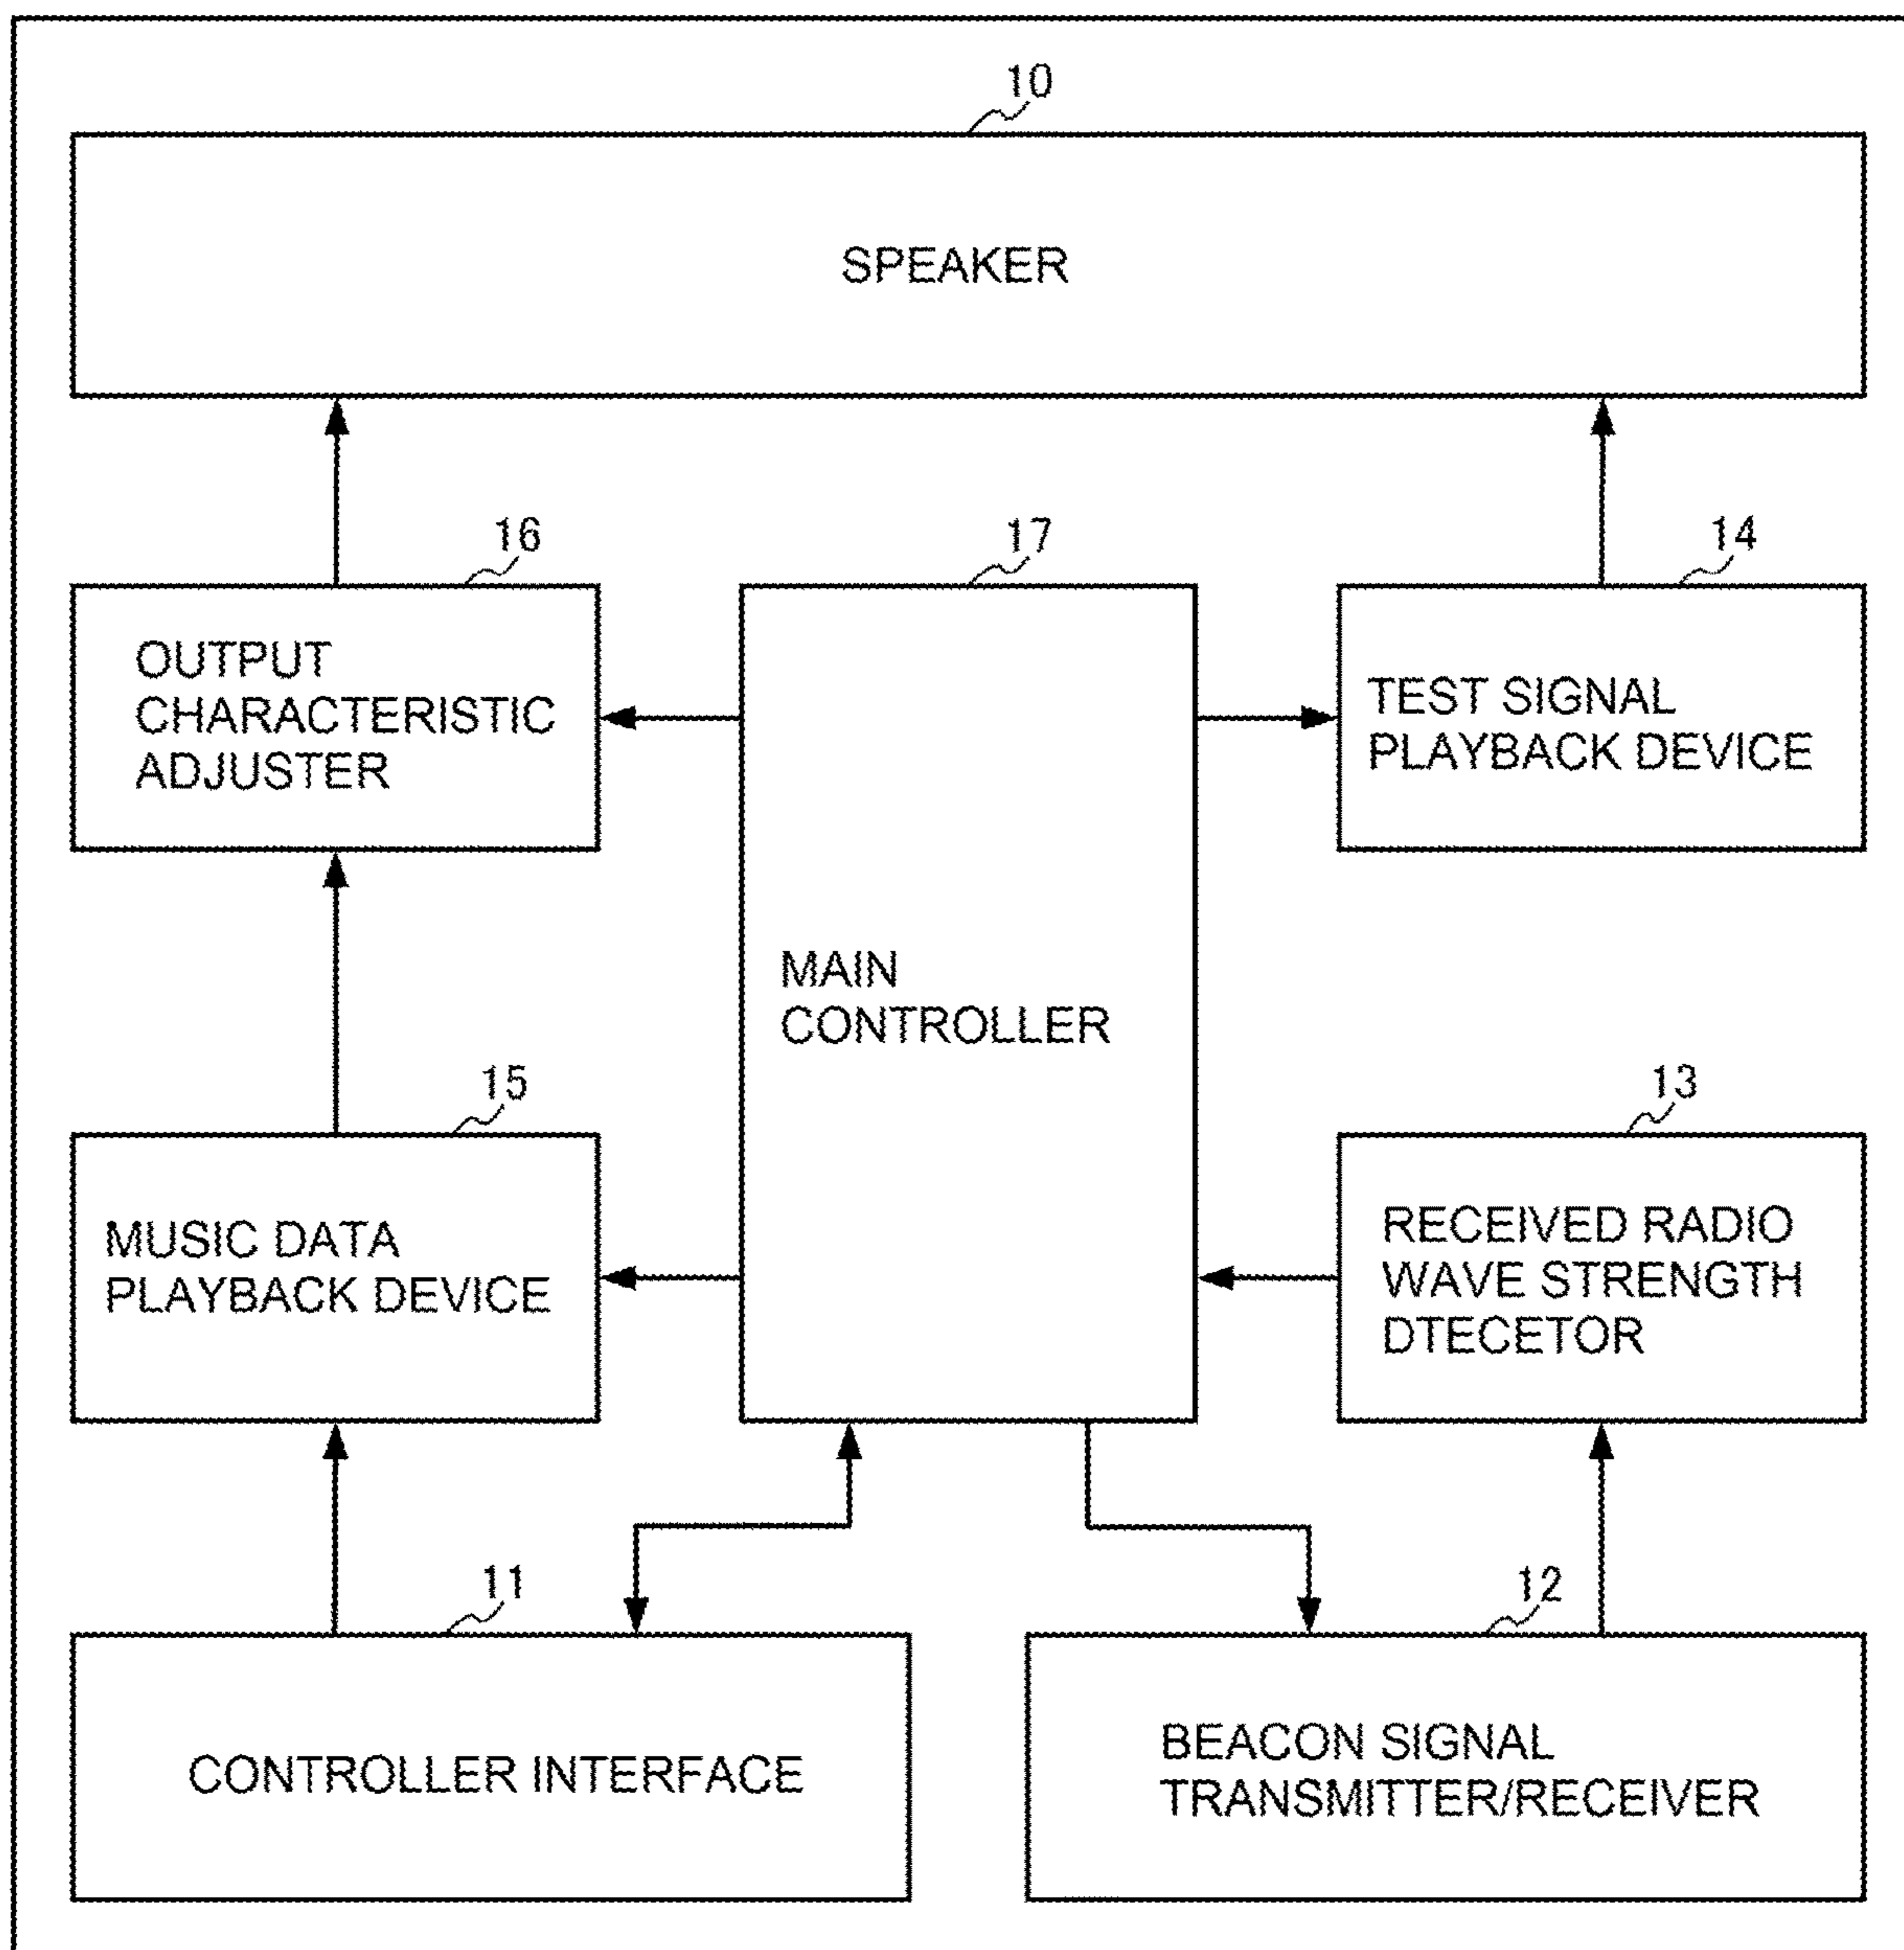 10
SPEAKER
16
17
14
OUTPUT
CHARACTERISTIC
ADJUSTER
TEST SIGNAL
PLAYBACK DEVICE
MAIN
CONTROLLER
15
13
MUSIC DATA
PLAYBACK DEVICE
RECEIVED RADIO
WAVE STRENGTH
DTECETOR
11
12
CONTROLLER INTERFACE
BEACON SIGNAL
TRANSMITTER/RECEIVER